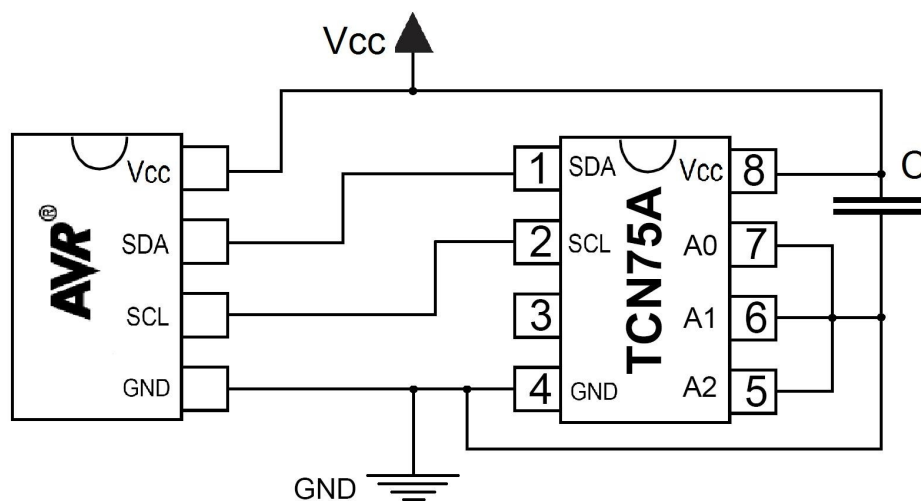 Vcc
AVR®
Vcc
SDA
SCL
GND
1
SDA
2
SCL
3
4
GND
TCN75A
Vcc
8
A0
7
A1
6
A2
5
C
GND